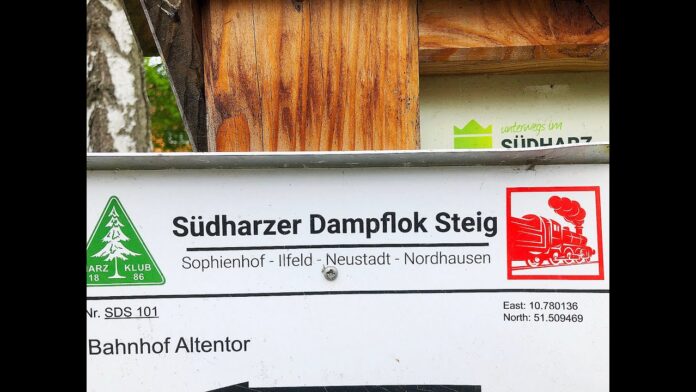 unterwegs im
SÜDHARZ
Südharzer Dampflok Steig
Sophienhof - Ilfeld - Neustadt - Nordhausen
HARZ KLUB
18 86
Nr. SDS 101
East: 10.780136
North: 51.509469
Bahnhof Altentor